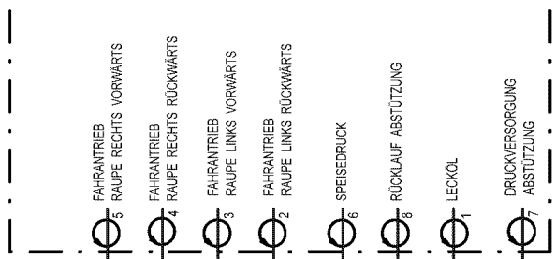 FAHRANTRIEB
RAUPE RECHTS VORWÄRTS
5
FAHRANTRIEB
RAUPE RECHTS RÜCKWÄRTS
4
FAHRANTRIEB
RAUPE LINKS VORWÄRTS
3
FAHRANTRIEB
RAUPE LINKS RÜCKWÄRTS
2
SPEISEDRUCK
6
RÜCKLAUF ABSTÜTZUNG
8
LECKOL
1
DRUCKVERSORGUNG
ABSTÜTZUNG
7